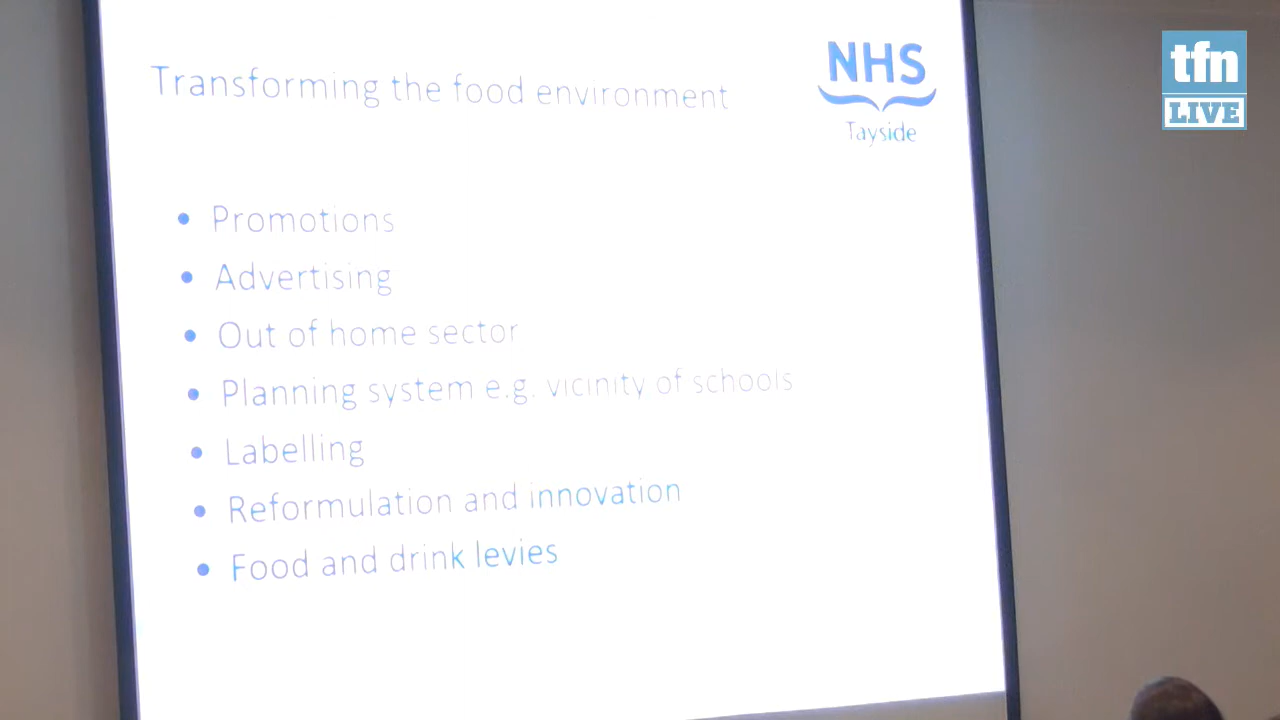 Transforming the food environment
NHS
Tayside
tfn
LIVE
• Promotions
• Advertising
• Out of home sector
• Planning system e.g. vicinity of schools
• Labelling
• Reformulation and innovation
• Food and drink levies